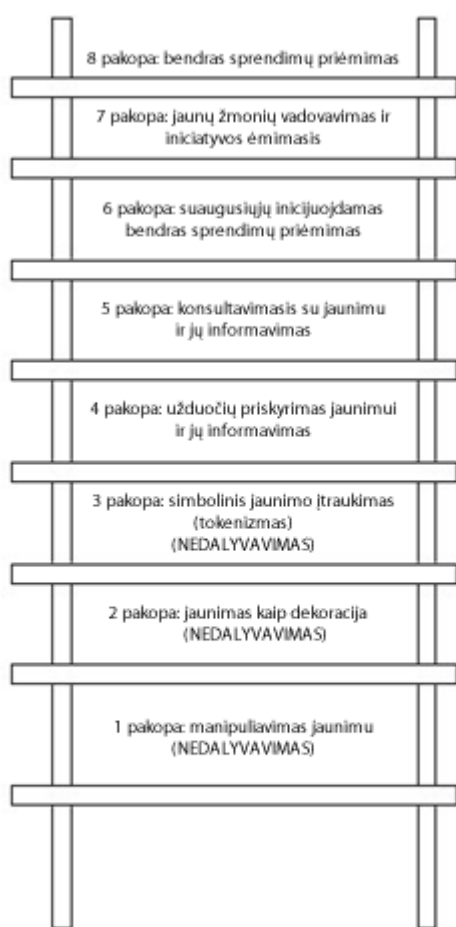 8 pakopa: bendras sprendimų priėmimas
7 pakopa: jaunų žmonių vadovavimas ir
iniciatyvos ėmimasis
6 pakopa: suaugusiųjų inicijuojdamas
bendras sprendimų priėmimas
5 pakopa: konsultavimasis su jaunimu
ir jų informavimas
4 pakopa: užduočių priskyrimas jaunimui
ir jų informavimas
3 pakopa: simbolinis jaunimo įtraukimas
(tokenizmas)
(NEDALYVAVIMAS)
2 pakopa: jaunimas kaip dekoracija
(NEDALYVAVIMAS)
1 pakopa: manipuliavimas jaunimu
(NEDALYVAVIMAS)